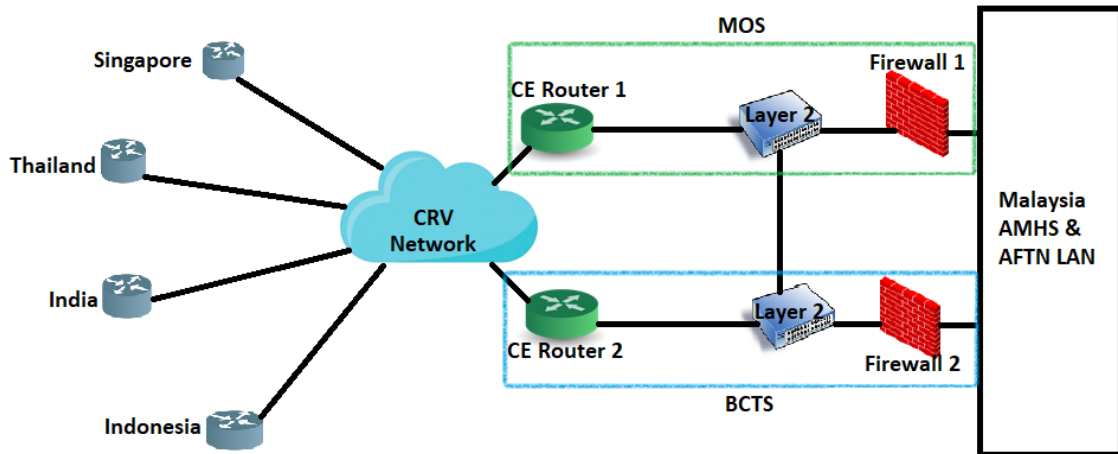 MOS
Singapore
CE Router 1
Firewall 1
Layer 2
Thailand
CRV
Network
Malaysia
AMHS &
AFTN LAN
India
Layer 2
CE Router 2
Firewall 2
Indonesia
BCTS